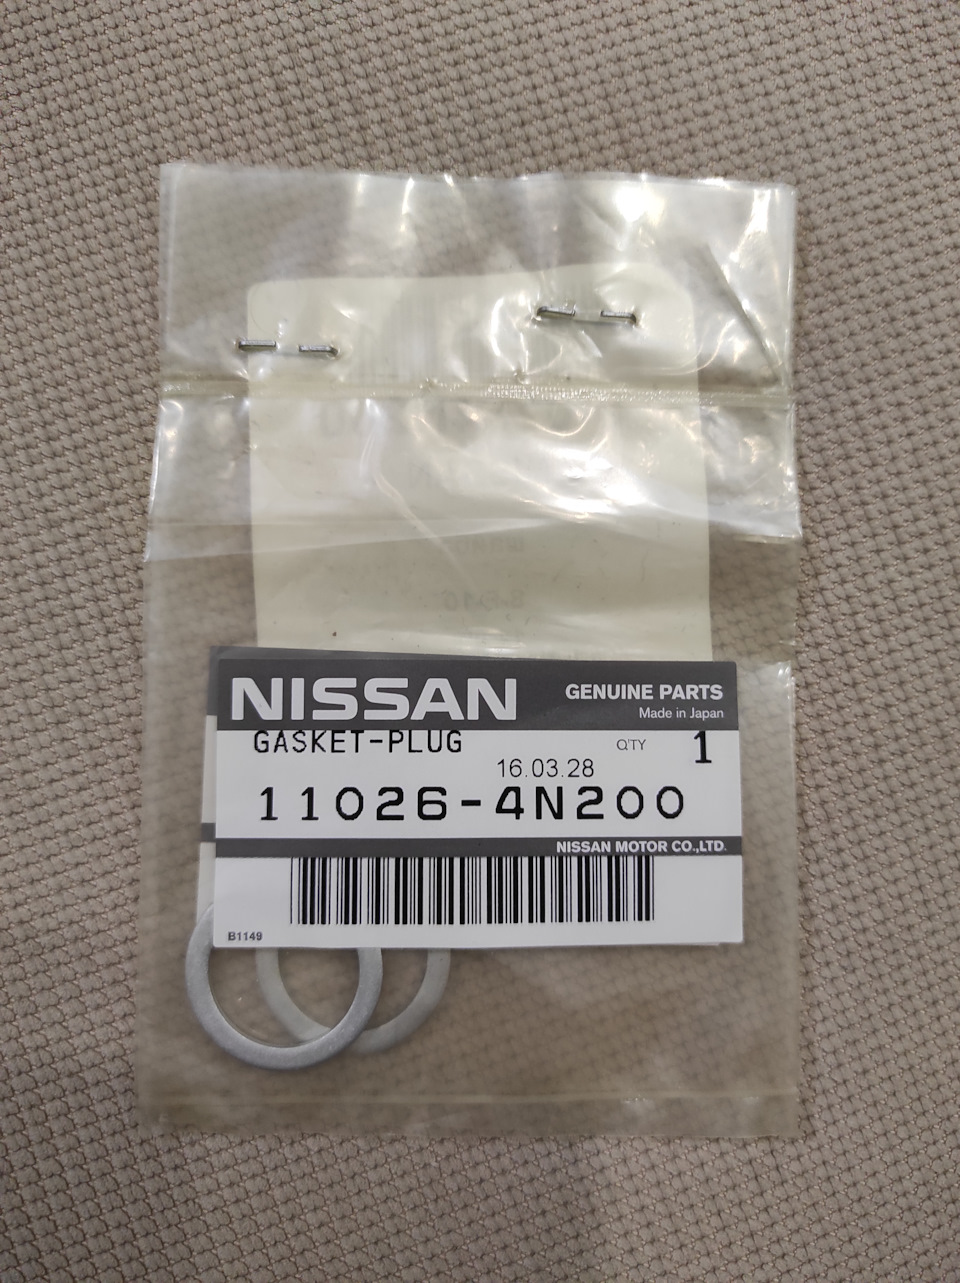 NISSAN GENUINE PARTS
Made in Japan
GASKET-PLUG Q'TY 1
16.03.28
11026-4N200
NISSAN MOTOR CO.,LTD.
B1149